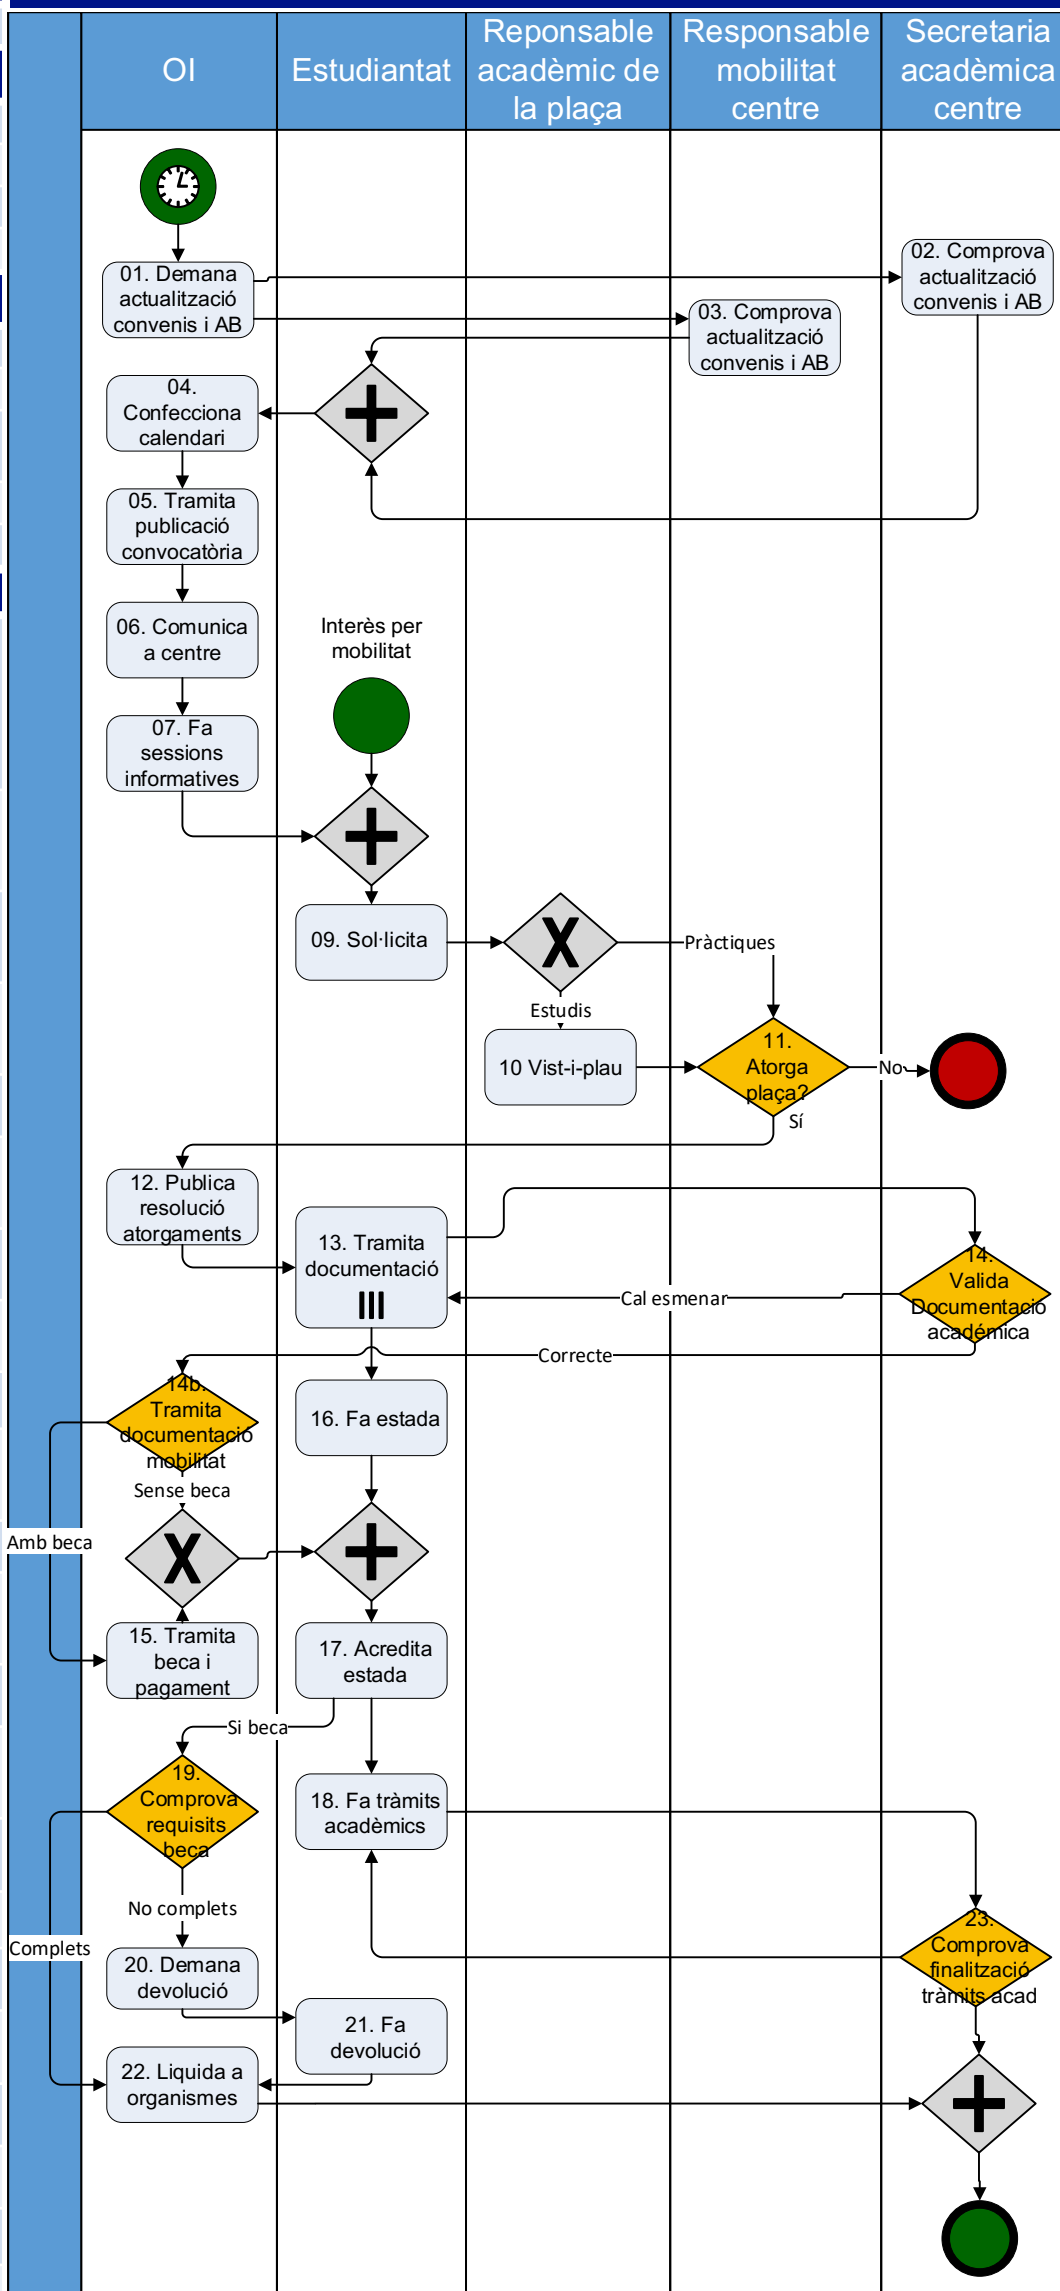 OI
Estudiantat
Reponsable
acadèmic de
la plaça
Responsable
mobilitat
centre
Secretaria
acadèmica
centre
01. Demana
actualització
convenis i AB
02. Comprova
actualització
convenis i AB
03. Comprova
actualització
convenis i AB
04.
Confecciona
calendari
05. Tramita
publicació
convocatòria
06. Comunica
a centre
Interès per
mobilitat
07. Fa
sessions
informatives
09. Sol·licita
Pràctiques
Estudis
10 Vist-i-plau
11.
Atorga
plaça?
No
Sí
12. Publica
resolució
atorgaments
13. Tramita
documentació
14.
Valida
Documentació
académica
Cal esmenar
Correcte
14b.
Tramita
documentació
mobilitat
16. Fa estada
Sense beca
Amb beca
15. Tramita
beca i
pagament
17. Acredita
estada
Si beca
19.
Comprova
requisits
beca
18. Fa tràmits
acadèmics
No complets
Complets
23.
Comprova
finalització
tràmits acad
20. Demana
devolució
21. Fa
devolució
22. Liquida a
organismes